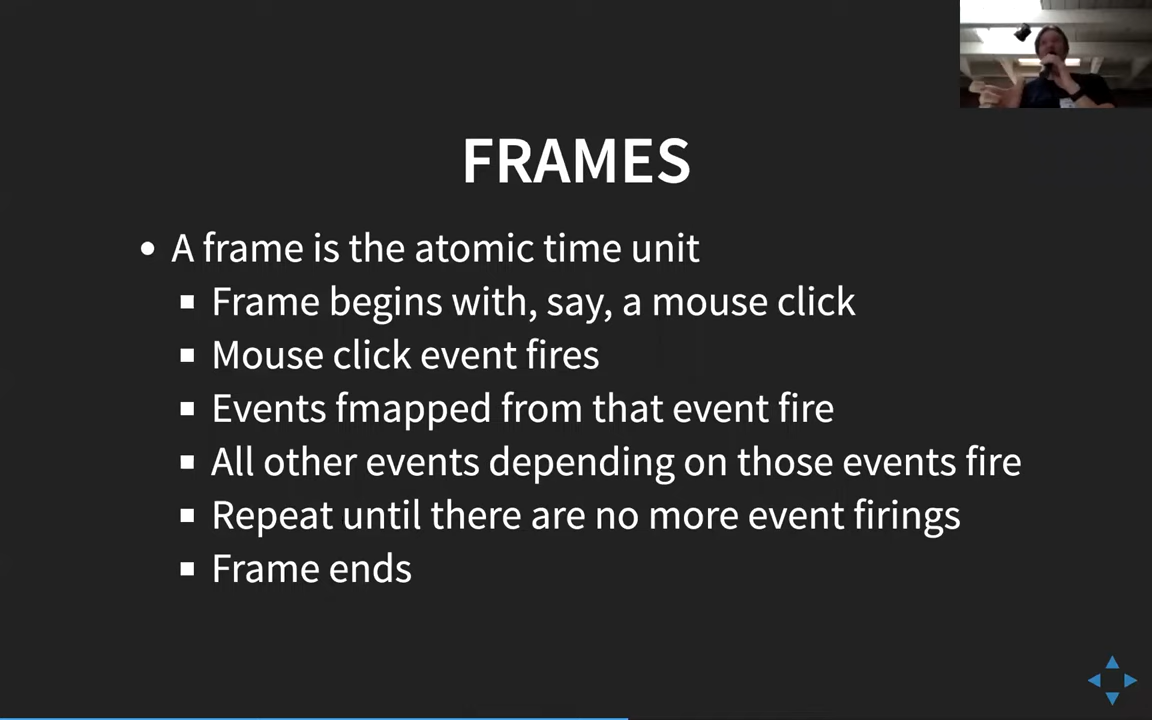 FRAMES
• A frame is the atomic time unit
▪ Frame begins with, say, a mouse click
▪ Mouse click event fires
▪ Events fmapped from that event fire
▪ All other events depending on those events fire
▪ Repeat until there are no more event firings
▪ Frame ends